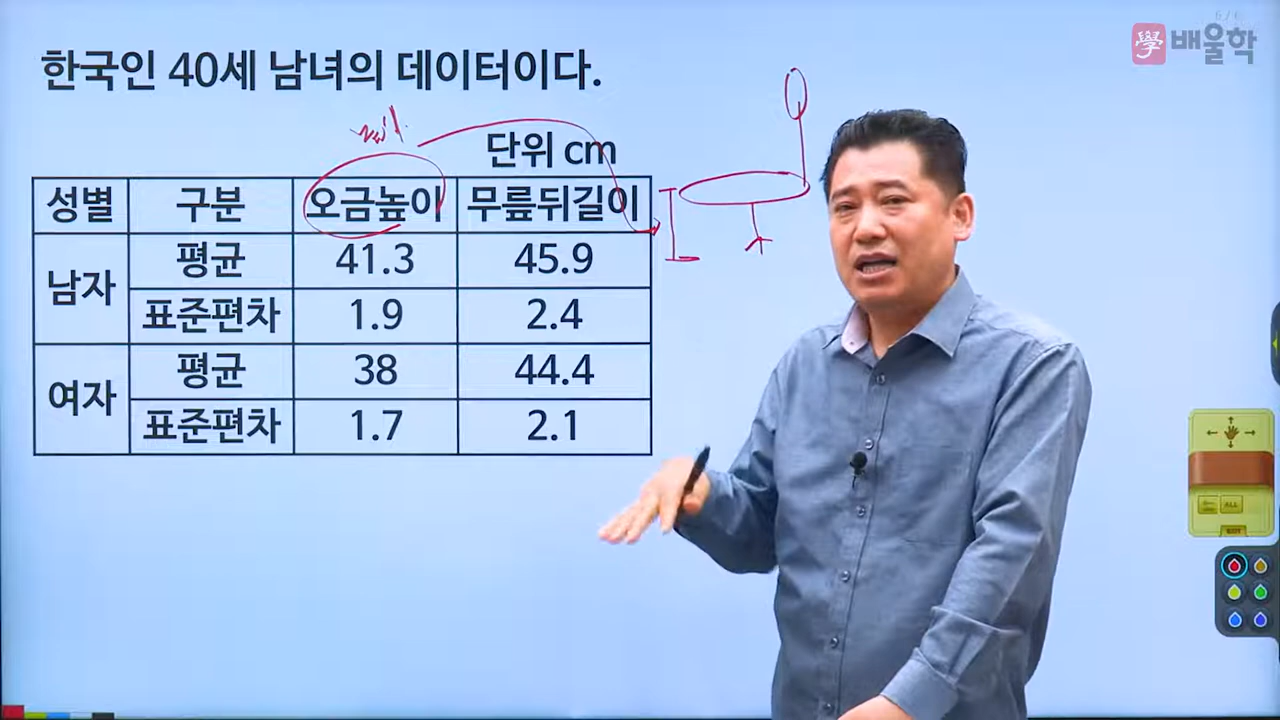 學 배울학
한국인 40세 남녀의 데이터이다.
단위 cm
성별 구분 오금높이 무릎뒤길이
남자 평균 41.3 45.9
표준편차 1.9 2.4
여자 평균 38 44.4
표준편차 1.7 2.1
ALL